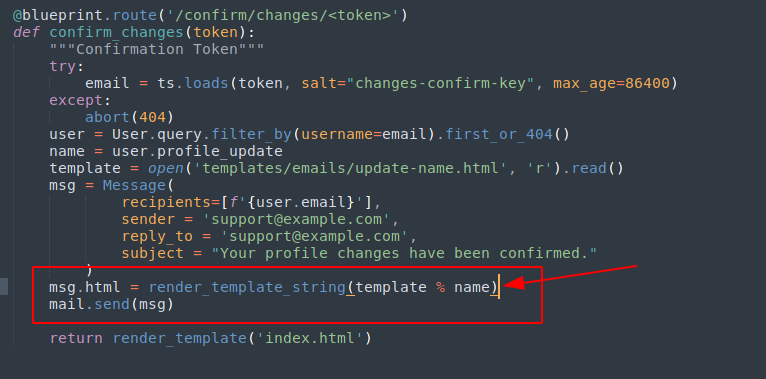 @blueprint.route('/confirm/changes/<token>')
def confirm_changes(token):
    """Confirmation Token"""
    try:
        email = ts.loads(token, salt="changes-confirm-key", max_age=86400)
    except:
        abort(404)
    user = User.query.filter_by(username=email).first_or_404()
    name = user.profile_update
    template = open('templates/emails/update-name.html', 'r').read()
    msg = Message(
            recipients=[f'{user.email}'],
            sender = 'support@example.com',
            reply_to = 'support@example.com',
            subject = "Your profile changes have been confirmed."
        )
    msg.html = render_template_string(template % name)
    mail.send(msg)
    return render_template('index.html')